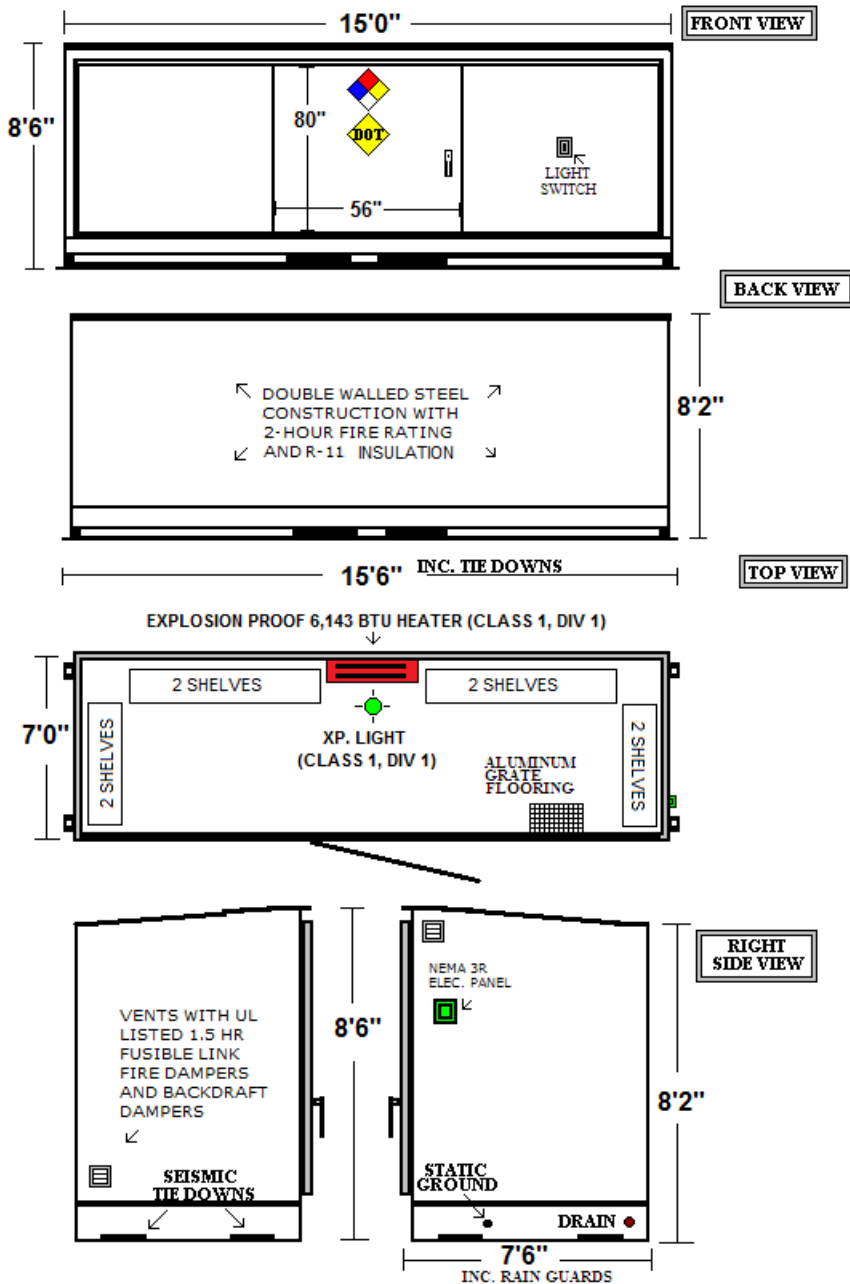 15'0"
FRONT VIEW
8'6"
80"
DOT
LIGHT
SWITCH
56"
BACK VIEW
DOUBLE WALLED STEEL
CONSTRUCTION WITH
2-HOUR FIRE RATING
AND R-11 INSULATION
8'2"
15'6" INC. TIE DOWNS
TOP VIEW
EXPLOSION PROOF 6,143 BTU HEATER (CLASS 1, DIV 1)
2 SHELVES
2 SHELVES
7'0"
2 SHELVES
XP. LIGHT
(CLASS 1, DIV 1)
ALUMINUM
GRATE
FLOORING
2 SHELVES
RIGHT
SIDE VIEW
NEMA 3R
ELEC. PANEL
VENTS WITH UL
LISTED 1.5 HR
FUSIBLE LINK
FIRE DAMPERS
AND BACKDRAFT
DAMPERS
8'6"
8'2"
SEISMIC
TIE DOWNS
STATIC
GROUND
DRAIN
7'6"
INC. RAIN GUARDS